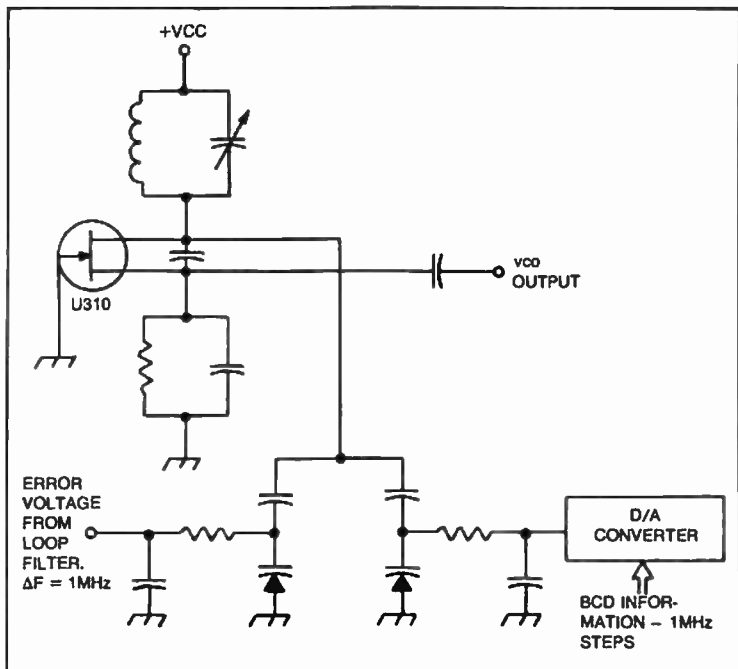 +VCC
U310
vco
OUTPUT
ERROR
VOLTAGE
FROM
LOOP
FILTER.
ΔF = 1MHz
D/A
CONVERTER
BCD INFOR-
MATION – 1MHz
STEPS